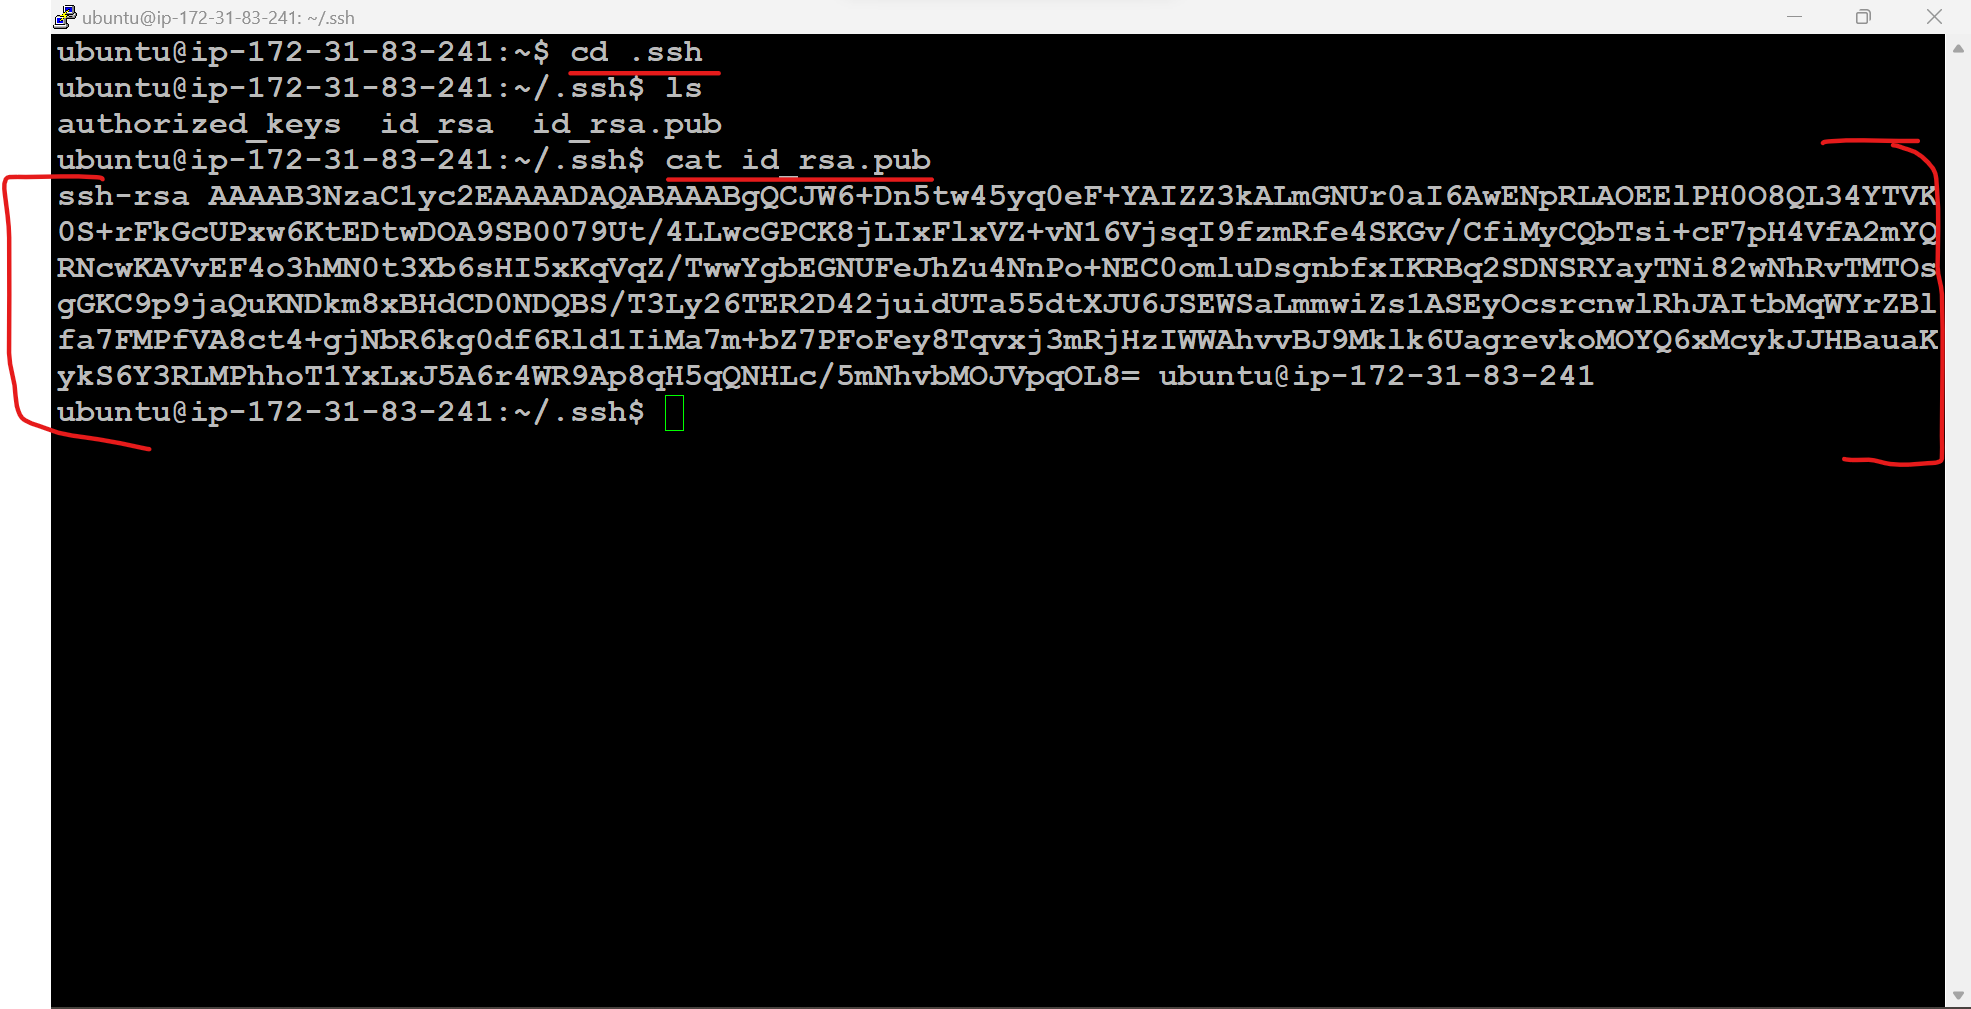 ubuntu@ip-172-31-83-241: ~/.ssh
ubuntu@ip-172-31-83-241:~$ cd .ssh
ubuntu@ip-172-31-83-241:~/.ssh$ ls
authorized_keys  id_rsa  id_rsa.pub
ubuntu@ip-172-31-83-241:~/.ssh$ cat id_rsa.pub
ssh-rsa AAAAB3NzaC1yc2EAAAADAQABAAABgQCJW6+Dn5tw45yq0eF+YAIZZ3kALmGNUr0aI6AwENpRLAOEElPH0O8QL34YTVK
0S+rFkGcUPxw6KtEDtwDOA9SB0079Ut/4LLwcGPCK8jLIxFlxVZ+vN16VjsqI9fzmRfe4SKGv/CfiMyCQbTsi+cF7pH4VfA2mYQ
RNcwKAVvEF4o3hMN0t3Xb6sHI5xKqVqZ/TwwYgbEGNUFeJhZu4NnPo+NEC0omluDsgnbfxIKRBq2SDNSRYayTNi82wNhRvTMTOs
gGKC9p9jaQuKNDkm8xBHdCD0NDQBS/T3Ly26TER2D42juidUTa55dtXJU6JSEWSaLmmwiZs1ASEyOcsrcnwlRhJAItbMqWYrZBl
fa7FMPfVA8ct4+gjNbR6kg0df6Rld1IiMa7m+bZ7PFoFey8Tqvxj3mRjHzIWWAhvvBJ9Mklk6UagrevkoMOYQ6xMcykJJHBauaK
ykS6Y3RLMPhhoT1YxLxJ5A6r4WR9Ap8qH5qQNHLc/5mNhvbMOJVpqOL8= ubuntu@ip-172-31-83-241
ubuntu@ip-172-31-83-241:~/.ssh$